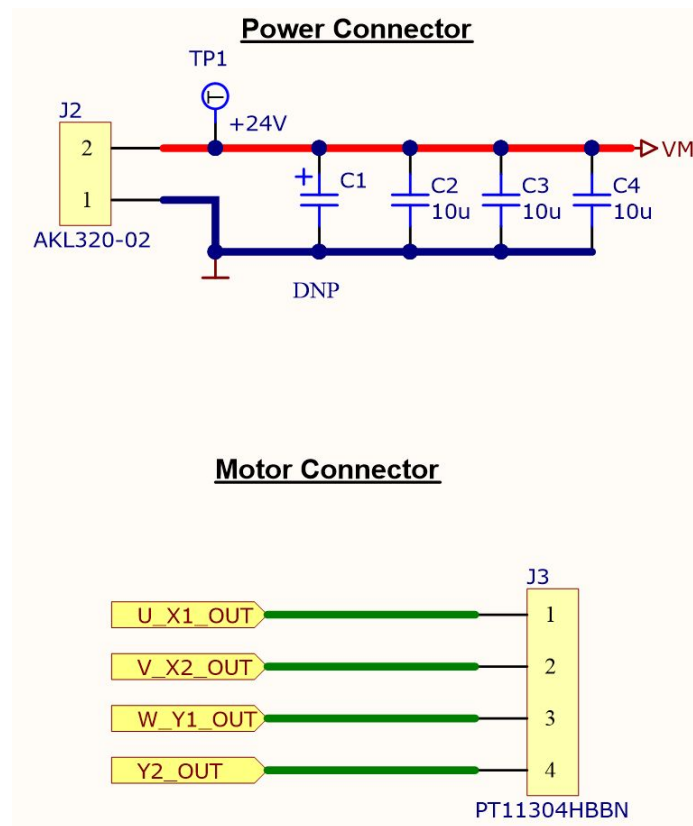 Power Connector
TP1
J2
+24V
2
VM
+
C1
C2
C3
C4
10u
10u
10u
1
AKL320-02
DNP
Motor Connector
J3
U_X1_OUT
1
V_X2_OUT
2
W_Y1_OUT
3
Y2_OUT
4
PT11304HBBN